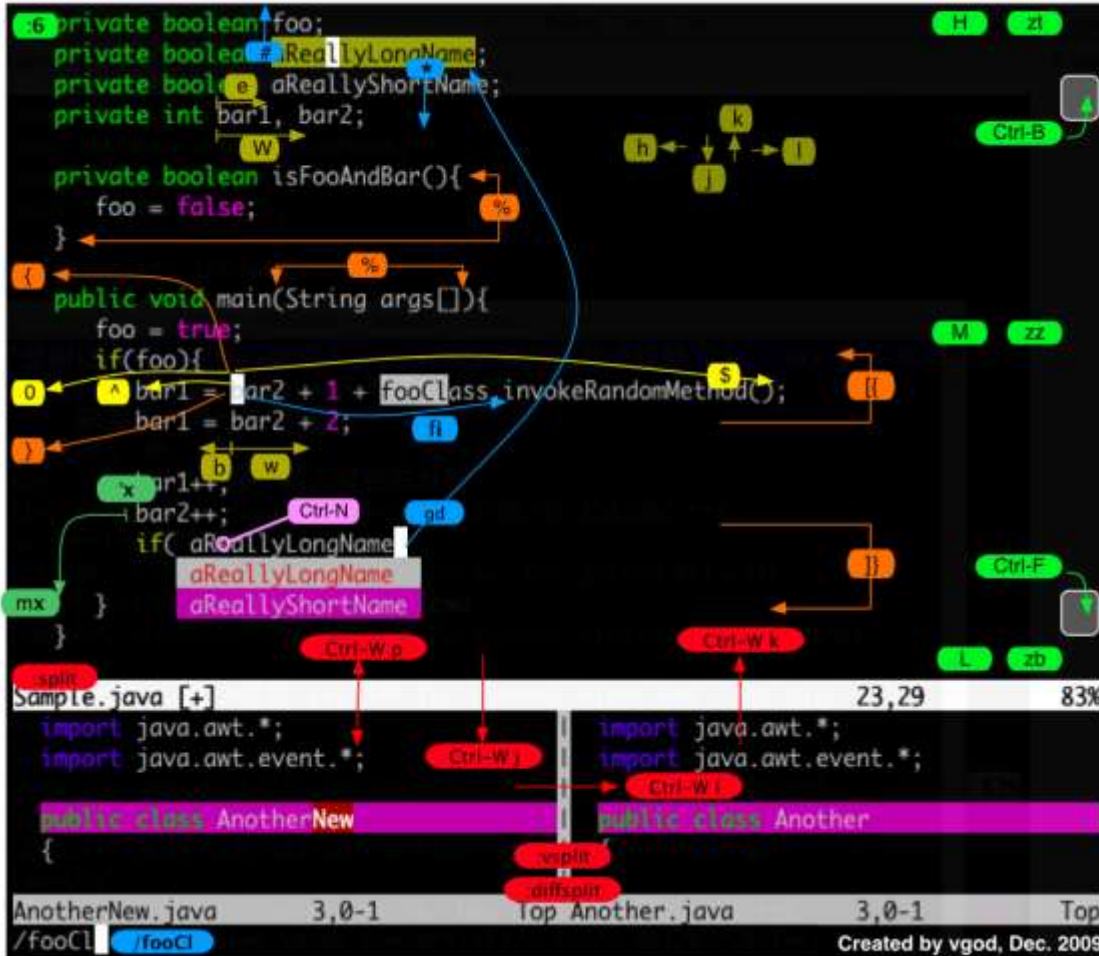 :6 private boolean foo; H zt
private boolean # aReallyLongName;
*
private boole e aReallyShortName;
private int bar1, bar2; k Ctrl-B
W h l
j
private boolean isFooAndBar(){
foo = false; %
}
{ %
public void main(String args[]){
foo = true; M zz
if(foo){
0 ^ bar1 = bar2 + 1 + fooClass.invokeRandomMethod(); $ [{
bar1 = bar2 + 2; fi
}
b w
'x bar1++;
bar2++; Ctrl-N gd
if( aReallyLongName
aReallyLongName ]} Ctrl-F
mx } aReallyShortName
}
Ctrl-W p Ctrl-W k
L zb
:split
Sample.java [+] 23,29 83%
import java.awt.*; import java.awt.*;
import java.awt.event.*; Ctrl-W j import java.awt.event.*;
Ctrl-W l
public class AnotherNew public class Another
{ {
:vsplit
:diffsplit
AnotherNew.java 3,0-1 Top Another.java 3,0-1 Top
/fooCl /fooCl Created by vgod, Dec. 2009